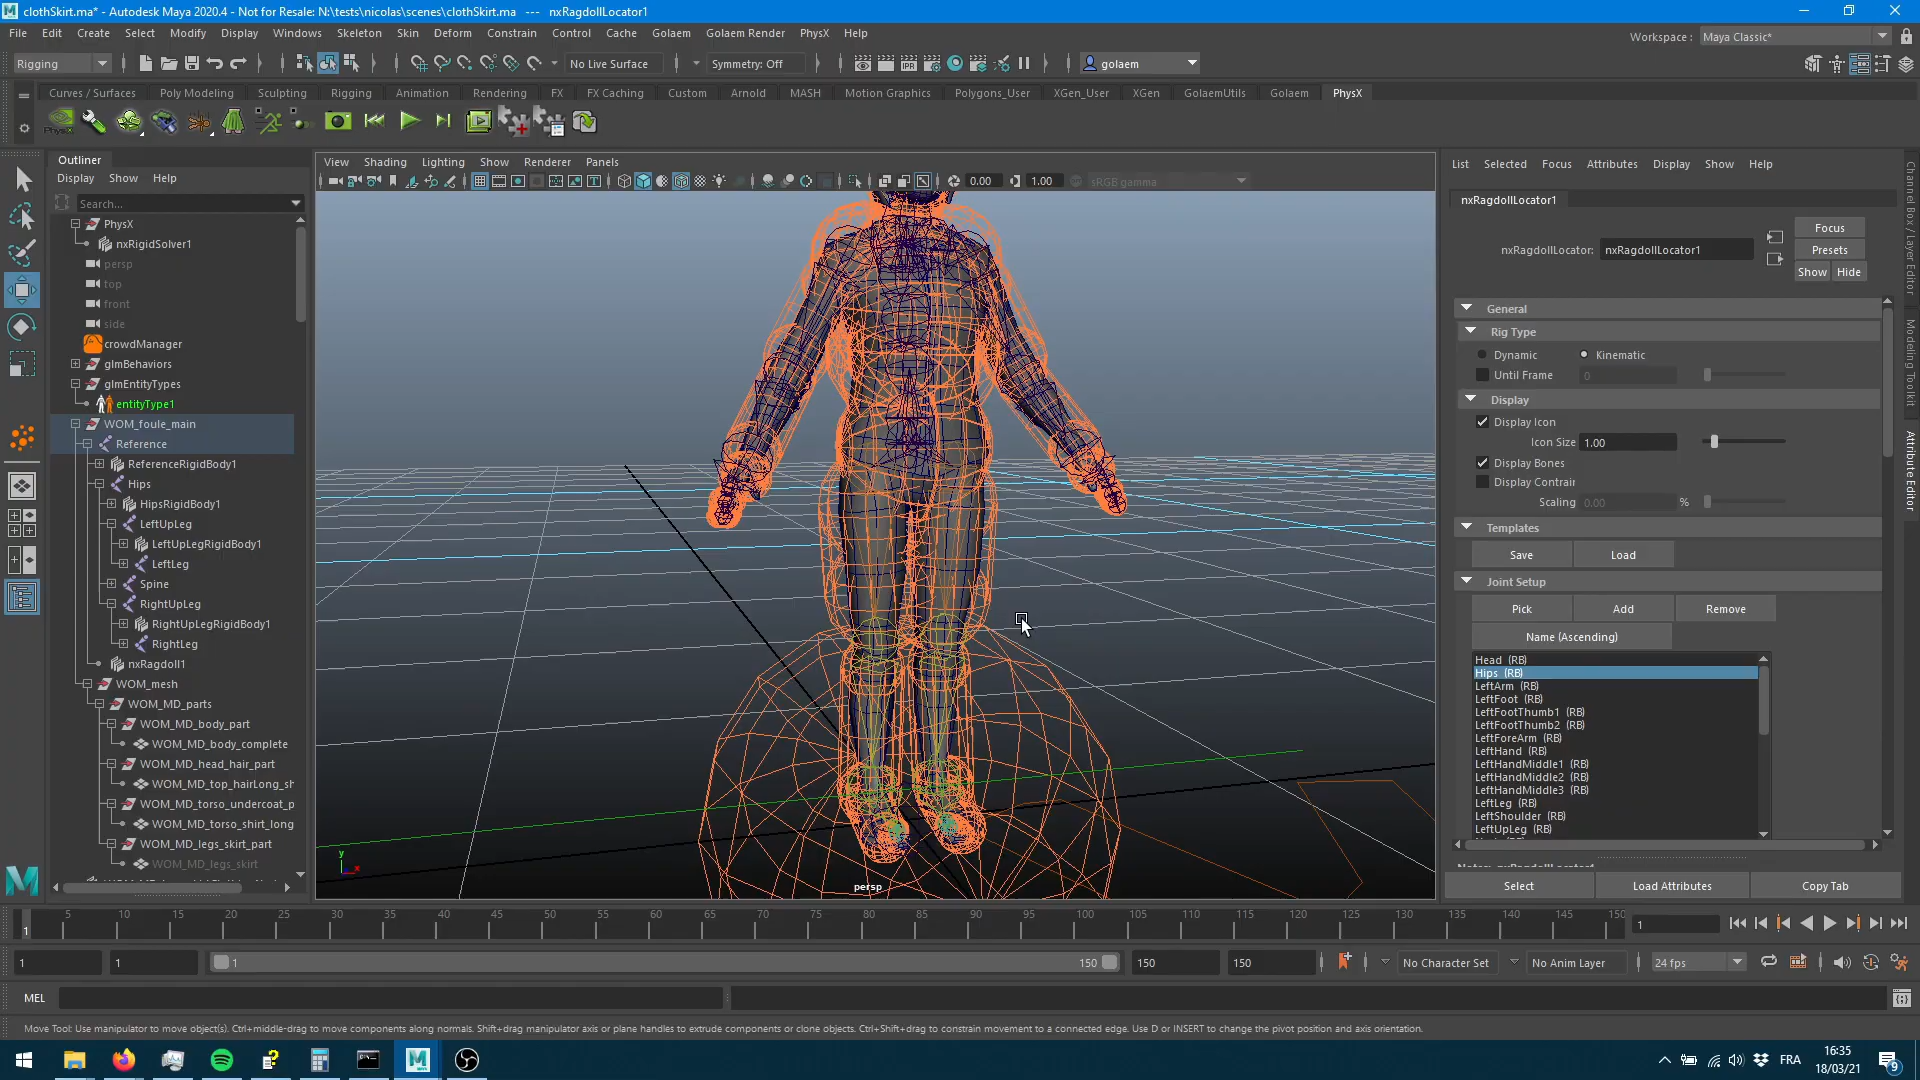 clothSkirt.ma* - Autodesk Maya 2020.4 - Not for Resale: N:\tests\nicolas\scenes\clothSkirt.ma --- nxRagdollLocator1
File Edit Create Select Modify Display Windows Skeleton Skin Deform Constrain Control Cache Golaem Golaem Render PhysX Help
Workspace : Maya Classic*
Rigging No Live Surface Symmetry: Off golaem
Curves / Surfaces Poly Modeling Sculpting Rigging Animation Rendering FX FX Caching Custom Arnold MASH Motion Graphics Polygons_User XGen_User XGen GolaemUtils Golaem PhysX
Outliner
Display Show Help
Search...
PhysX
nxRigidSolver1
persp
top
front
side
crowdManager
glmBehaviors
glmEntityTypes
entityType1
WOM_foule_main
Reference
ReferenceRigidBody1
Hips
HipsRigidBody1
LeftUpLeg
LeftUpLegRigidBody1
LeftLeg
Spine
RightUpLeg
RightUpLegRigidBody1
RightLeg
nxRagdoll1
WOM_mesh
WOM_MD_parts
WOM_MD_body_part
WOM_MD_body_complete
WOM_MD_head_hair_part
WOM_MD_top_hairLong_sh
WOM_MD_torso_undercoat_p
WOM_MD_torso_shirt_long
WOM_MD_legs_skirt_part
WOM_MD_legs_skirt
View Shading Lighting Show Renderer Panels
0.00 1.00 sRGB gamma
y
x
persp
List Selected Focus Attributes Display Show Help
nxRagdollLocator1
nxRagdollLocator: nxRagdollLocator1
Focus
Presets
Show Hide
General
Rig Type
Dynamic Kinematic
Until Frame 0
Display
Display Icon
Icon Size 1.00
Display Bones
Display Contrair
Scaling 0.00 %
Templates
Save Load
Joint Setup
Pick Add Remove
Name (Ascending)
Head (RB)
Hips (RB)
LeftArm (RB)
LeftFoot (RB)
LeftFootThumb1 (RB)
LeftFootThumb2 (RB)
LeftForeArm (RB)
LeftHand (RB)
LeftHandMiddle1 (RB)
LeftHandMiddle2 (RB)
LeftHandMiddle3 (RB)
LeftLeg (RB)
LeftShoulder (RB)
LeftUpLeg (RB)
Select Load Attributes Copy Tab
Channel Box / Layer Editor
Modeling Toolkit
Attribute Editor
5 10 15 20 25 30 35 40 45 50 55 60 65 70 75 80 85 90 95 100 105 110 115 120 125 130 135 140 145 150
1 1
1 1 1 150 150 150 No Character Set No Anim Layer 24 fps
MEL
Move Tool: Use manipulator to move object(s). Ctrl+middle-drag to move components along normals. Shift+drag manipulator axis or plane handles to extrude components or clone objects. Ctrl+Shift+drag to constrain movement to a connected edge. Use D or INSERT to change the pivot position and axis orientation.
FRA 16:35
18/03/21
9